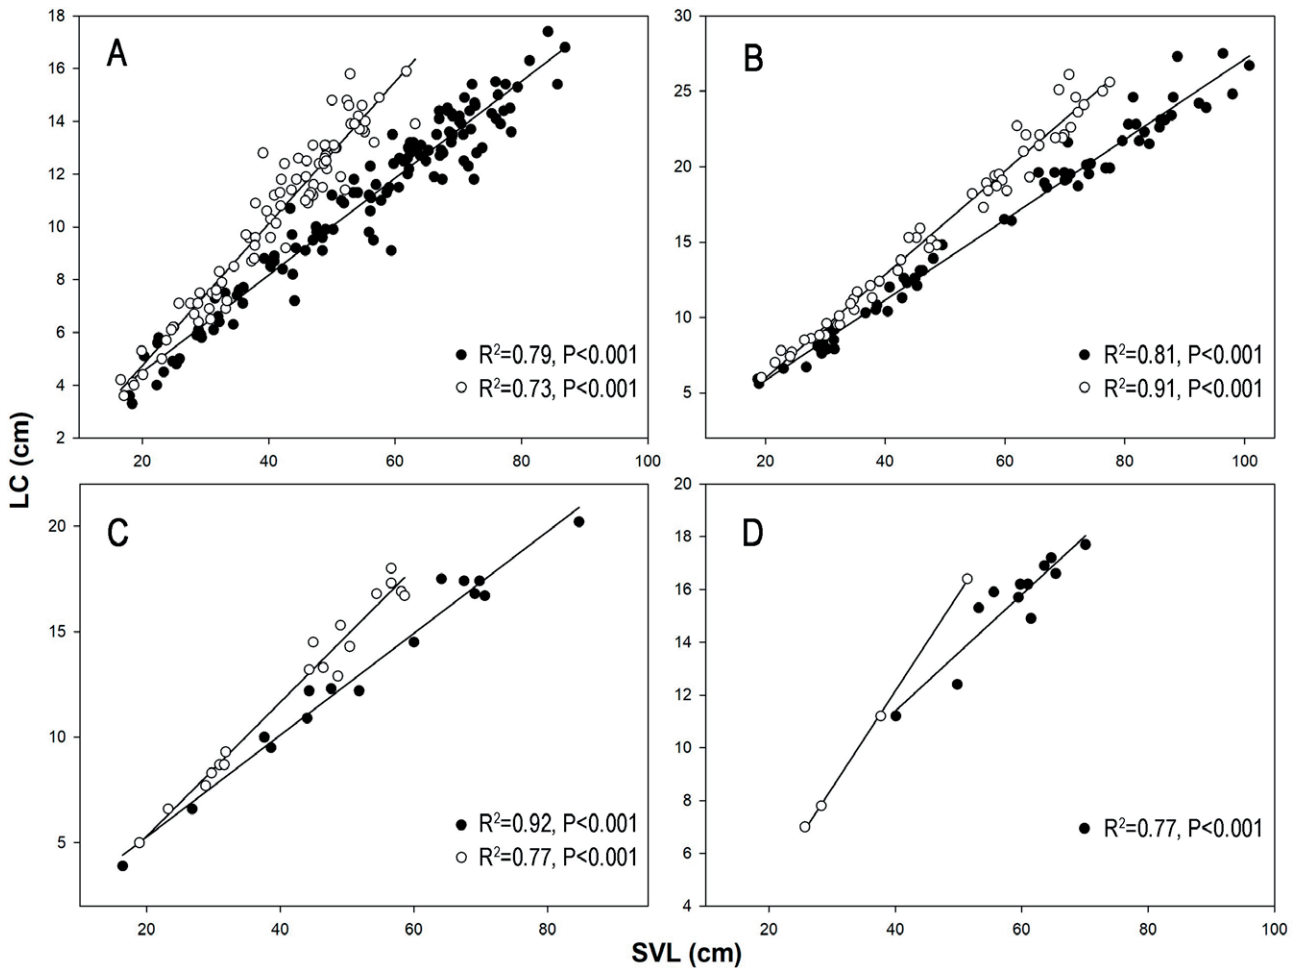 18
16
14
12
10
8
6
4
2
A
R²=0.79, P<0.001
R²=0.73, P<0.001
20 40 60 80 100
30
25
20
15
10
5
B
R²=0.81, P<0.001
R²=0.91, P<0.001
20 40 60 80 100
LC (cm)
20
15
10
5
C
R²=0.92, P<0.001
R²=0.77, P<0.001
20 40 60 80
20
18
16
14
12
10
8
6
4
D
R²=0.77, P<0.001
20 40 60 80 100
SVL (cm)